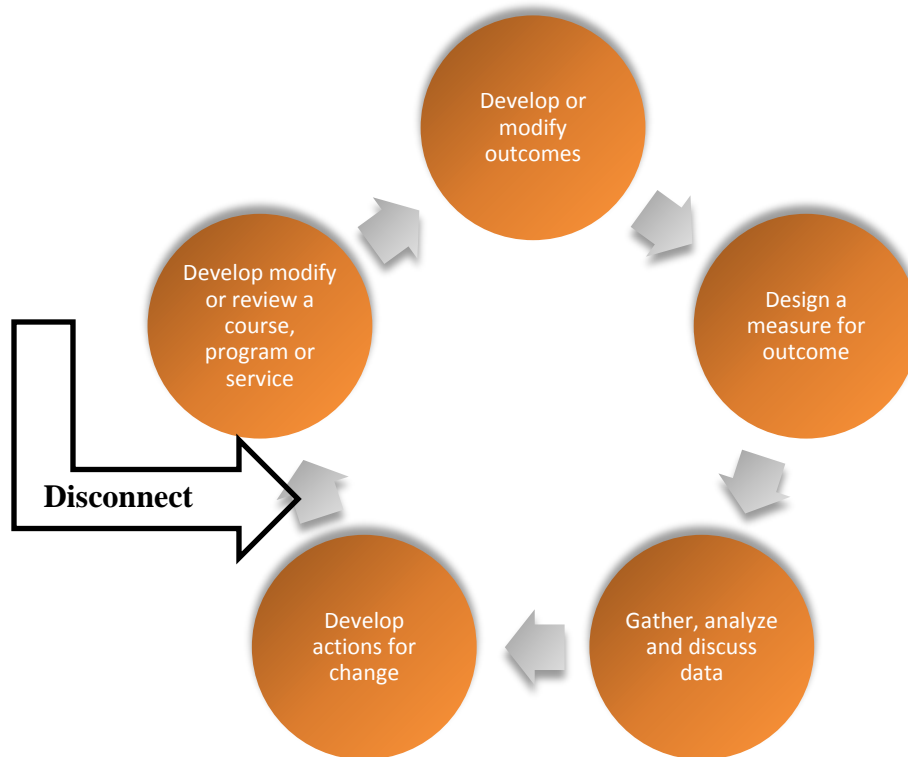 Develop or
modify
outcomes
Design a
measure for
outcome
Gather, analyze
and discuss
data
Develop
actions for
change
Develop modify
or review a
course,
program or
service
Disconnect